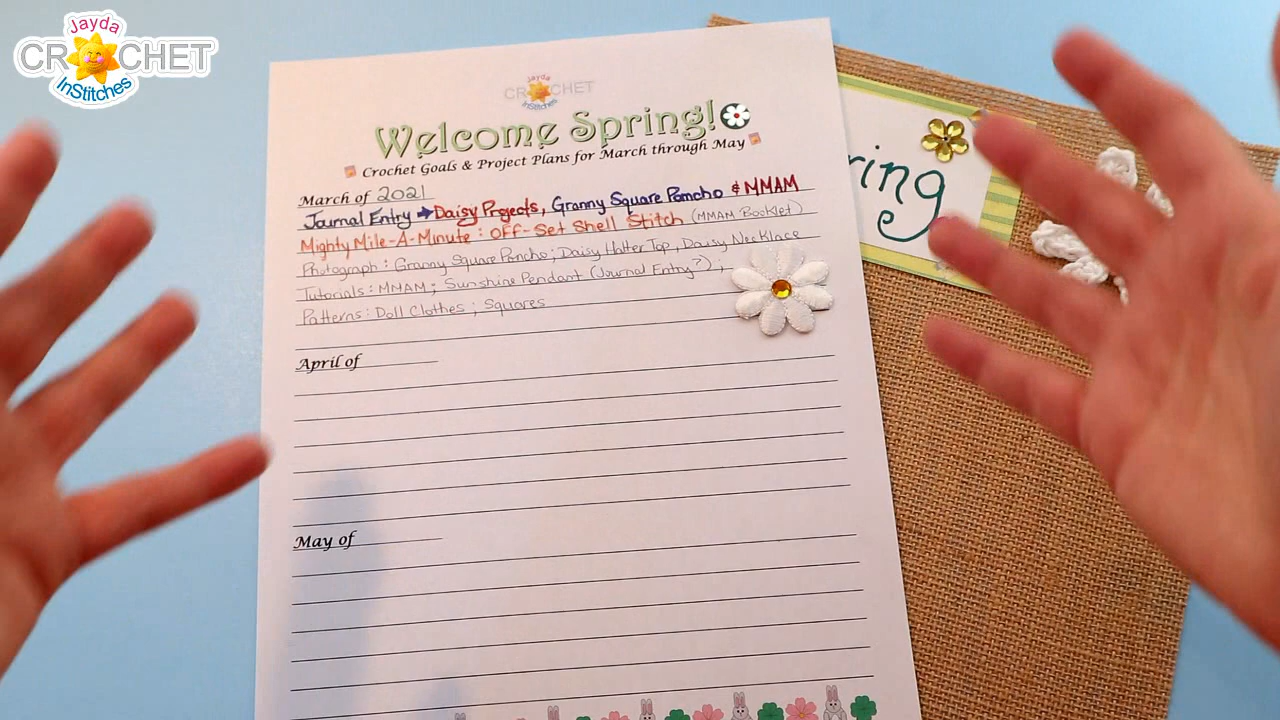 Jayda
CROCHET
InStitches
Jayda
CROCHET
InStitches
Welcome Spring!
Crochet Goals & Project Plans for March through May
March of 2021
Journal Entry → Daisy Projects, Granny Square Poncho & MMAM
Mighty Mile-A-Minute : Off-Set Shell Stitch (MMAM Booklet)
Photograph : Granny Square Poncho ; Daisy Halter Top, Daisy Necklace
Tutorials : MMAM ; Sunshine Pendant (Journal Entry?) ;
Patterns : Doll Clothes ; Squares
April of
May of
ring